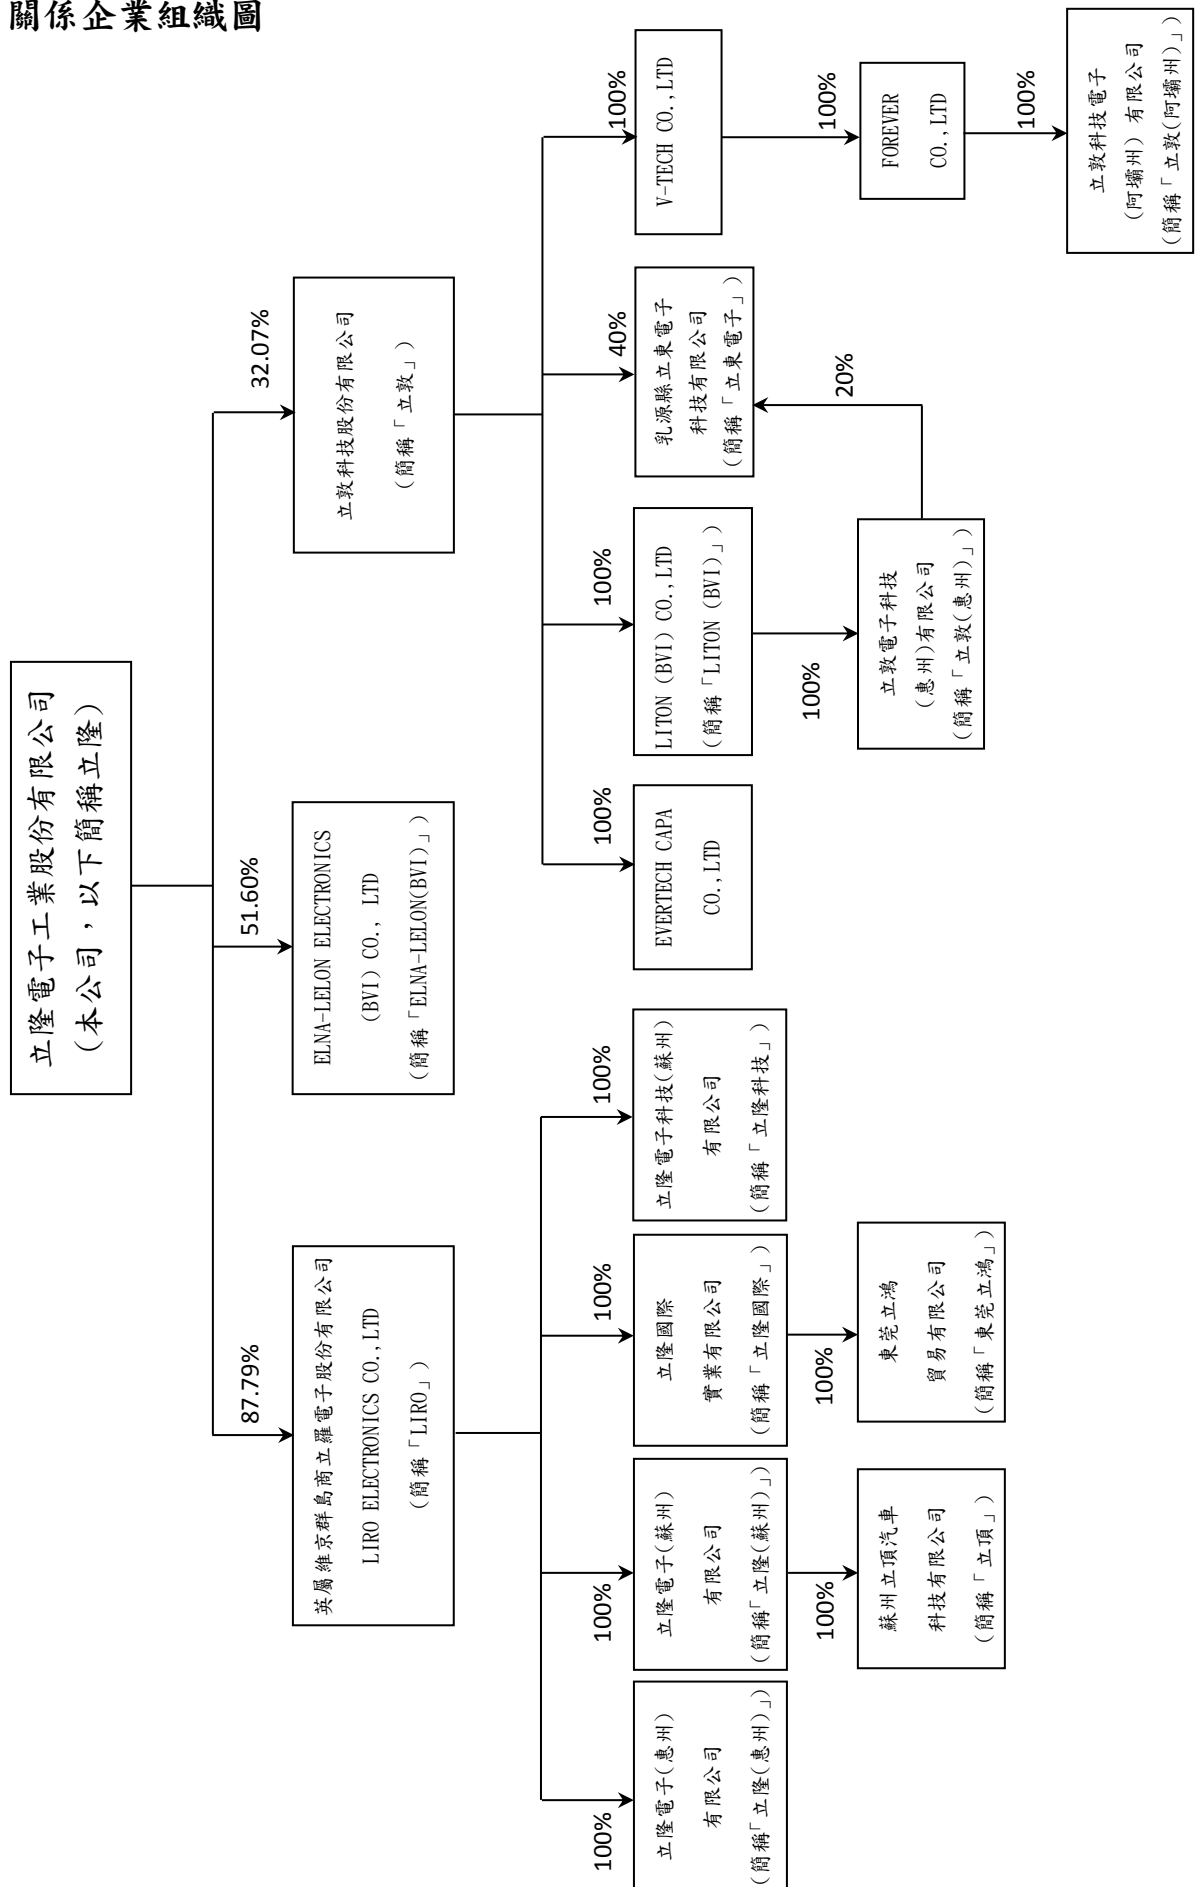 關係企業組織圖
立隆電子工業股份有限公司
(本公司，以下簡稱立隆)
87.79%
51.60%
32.07%
英屬維京群島商立羅電子股份有限公司
LIRO ELECTRONICS CO.,LTD
(簡稱「LIRO」)
ELNA-LELON ELECTRONICS
(BVI) CO., LTD
(簡稱「ELNA-LELON(BVI)」)
立敦科技股份有限公司
(簡稱「立敦」)
100%
100%
100%
100%
100%
100%
40%
100%
立隆電子(惠州)
有限公司
(簡稱「立隆(惠州)」)
立隆電子(蘇州)
有限公司
(簡稱「立隆(蘇州)」)
立隆國際
實業有限公司
(簡稱「立隆國際」)
立隆電子科技(蘇州)
有限公司
(簡稱「立隆科技」)
EVERTECH CAPA
CO.,LTD
LITON (BVI) CO.,LTD
(簡稱「LITON (BVI)」)
乳源縣立東電子
科技有限公司
(簡稱「立東電子」)
V-TECH CO.,LTD
100%
100%
100%
20%
100%
蘇州立頂汽車
科技有限公司
(簡稱「立頂」)
東莞立鴻
貿易有限公司
(簡稱「東莞立鴻」)
立敦電子科技
(惠州)有限公司
(簡稱「立敦(惠州)」)
FOREVER
CO.,LTD
100%
立敦科技電子
(阿壩州) 有限公司
(簡稱「立敦(阿壩州)」)